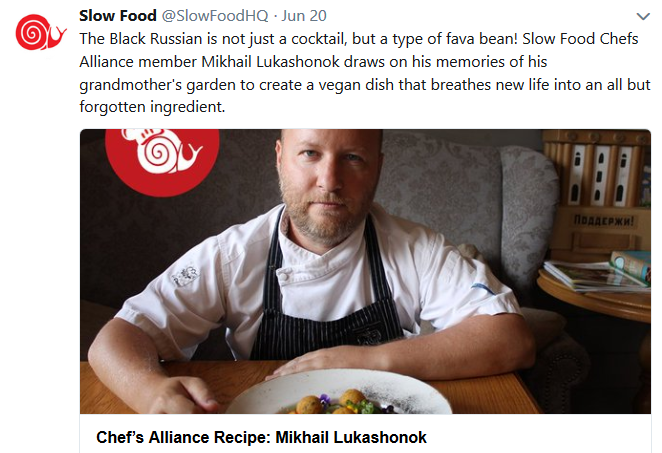 Slow Food @SlowFoodHQ · Jun 20
The Black Russian is not just a cocktail, but a type of fava bean! Slow Food Chefs
Alliance member Mikhail Lukashonok draws on his memories of his
grandmother's garden to create a vegan dish that breathes new life into an all but
forgotten ingredient.
Поддержи!
Chef's Alliance Recipe: Mikhail Lukashonok